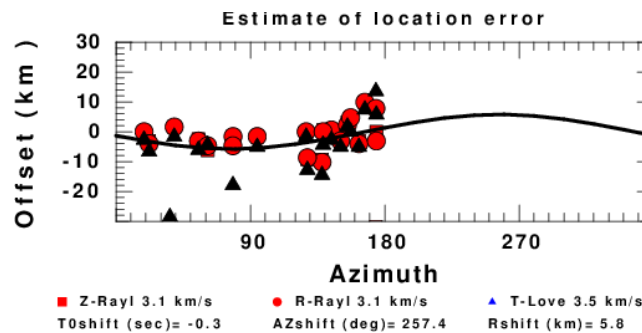 Estimate of location error
30
20
10
0
-10
-20
Offset (km)
90 180 270
Azimuth
Z-Rayl 3.1 km/s R-Rayl 3.1 km/s T-Love 3.5 km/s
T0shift (sec)= -0.3 AZshift (deg)= 257.4 Rshift (km)= 5.8